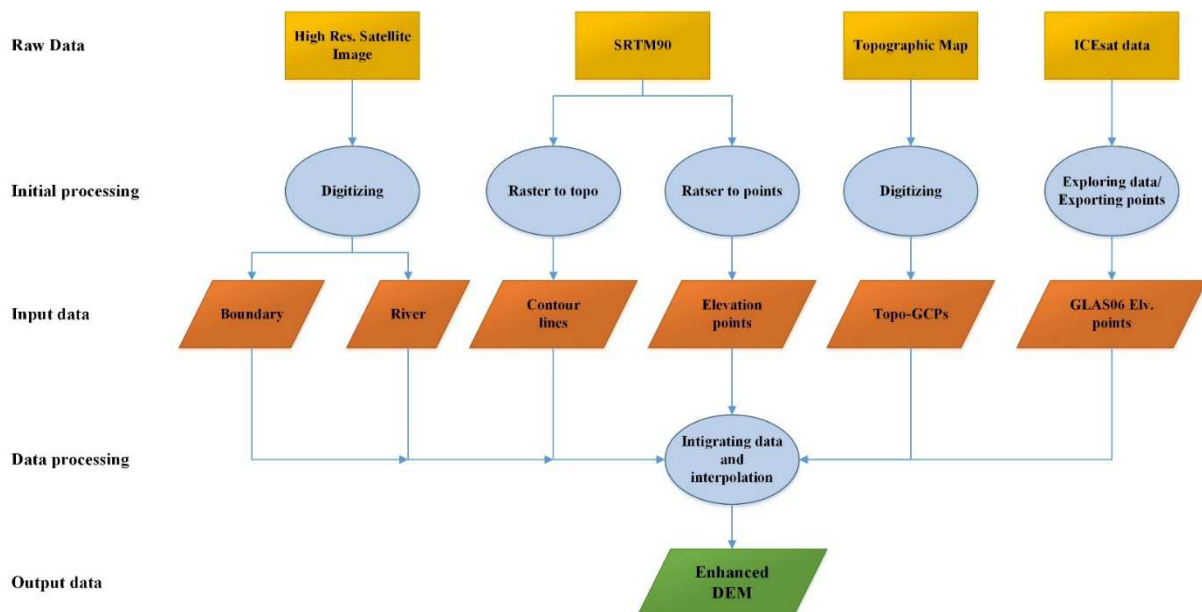 Raw Data
High Res. Satellite
Image
SRTM90
Topographic Map
ICEsat data
Initial processing
Digitizing
Raster to topo
Ratser to points
Digitizing
Exploring data/
Exporting points
Input data
Boundary
River
Contour
lines
Elevation
points
Topo-GCPs
GLAS06 Elv.
points
Data processing
Intigrating data
and
interpolation
Output data
Enhanced
DEM